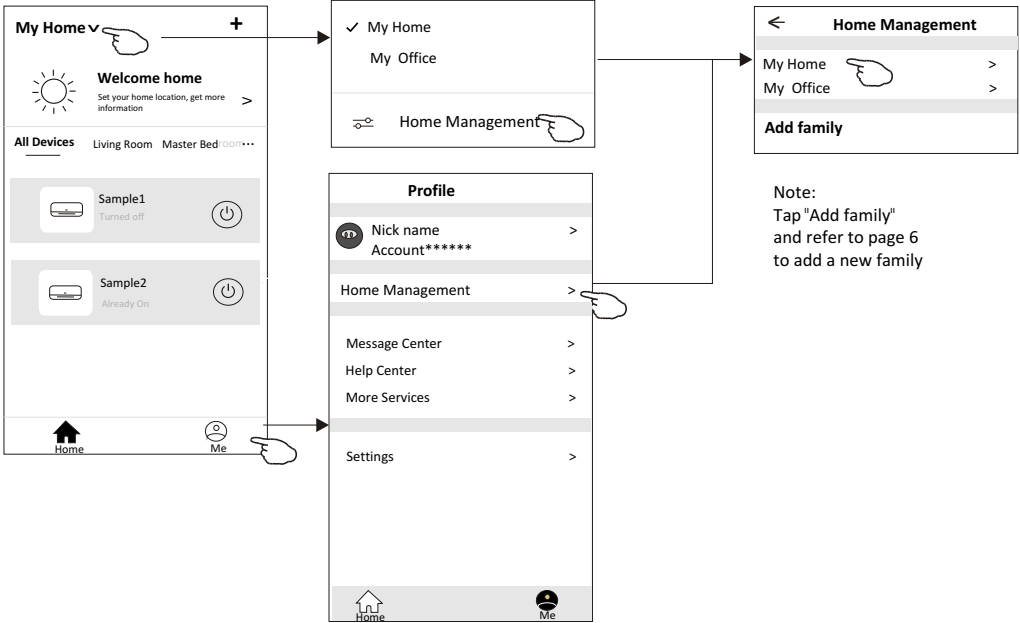 My Home
+
Welcome home
Set your home location, get more
information
>
All Devices Living Room Master Bedroom ...
Sample1
Turned off
Sample2
Already On
Home
Me
✓ My Home
My Office
Home Management
Profile
Nick name >
Account******
Home Management >
Message Center >
Help Center >
More Services >
Settings >
Home
Me
← Home Management
My Home >
My Office >
Add family
Note:
Tap "Add family"
and refer to page 6
to add a new family